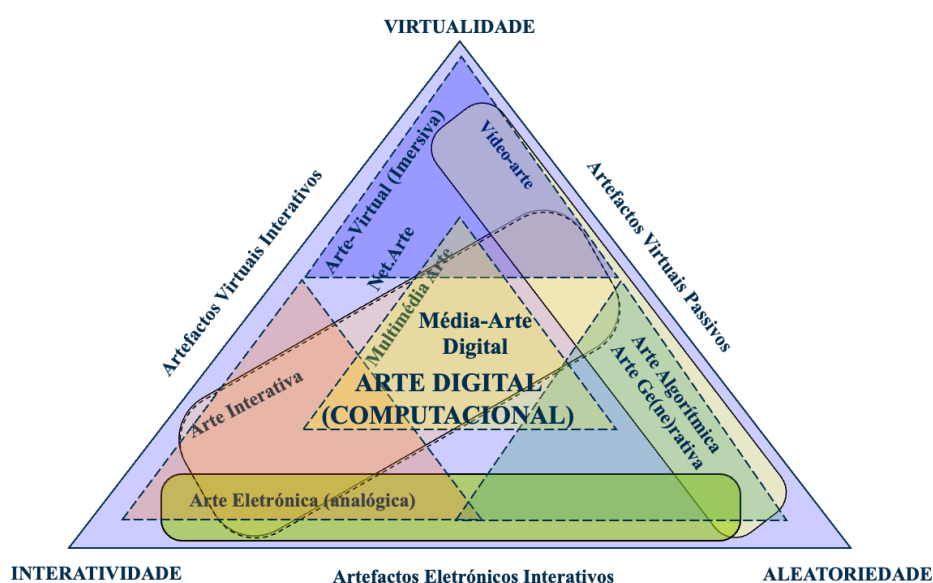 VIRTUALIDADE
Vídeo-arte
Arte-Virtual (Imersiva)
Artefactos Virtuais Interativos
Artefactos Virtuais Passivos
Net.Arte
Multimédia Arte
Média-Arte
Digital
ARTE DIGITAL
(COMPUTACIONAL)
Arte Interativa
Arte Algorítmica
Arte Ge(ne)rativa
Arte Eletrónica (analógica)
INTERATIVIDADE
Artefactos Eletrónicos Interativos
ALEATORIEDADE